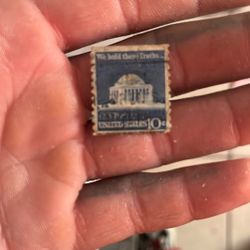 We hold these Truths...
UNITED STATES 10c